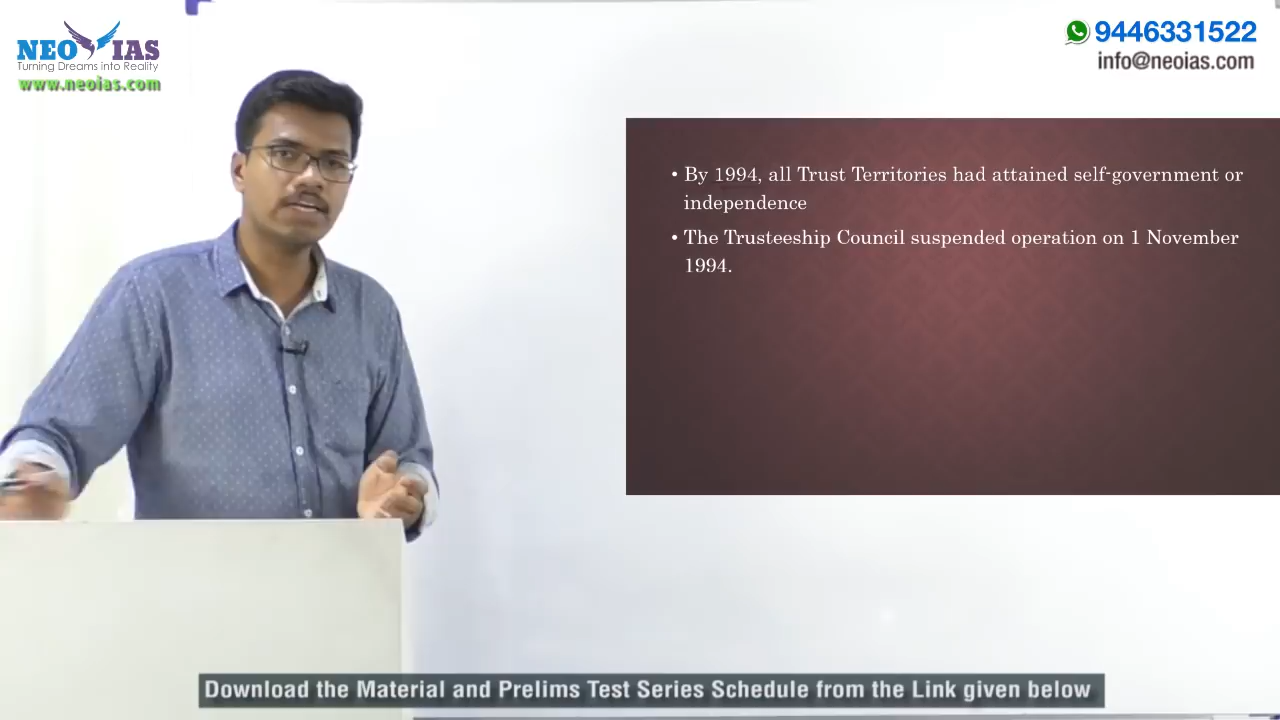 NEO IAS
Turning Dreams into Reality
www.neoias.com
9446331522
info@neoias.com
• By 1994, all Trust Territories had attained self-government or
independence
• The Trusteeship Council suspended operation on 1 November
1994.
Download the Material and Prelims Test Series Schedule from the Link given below